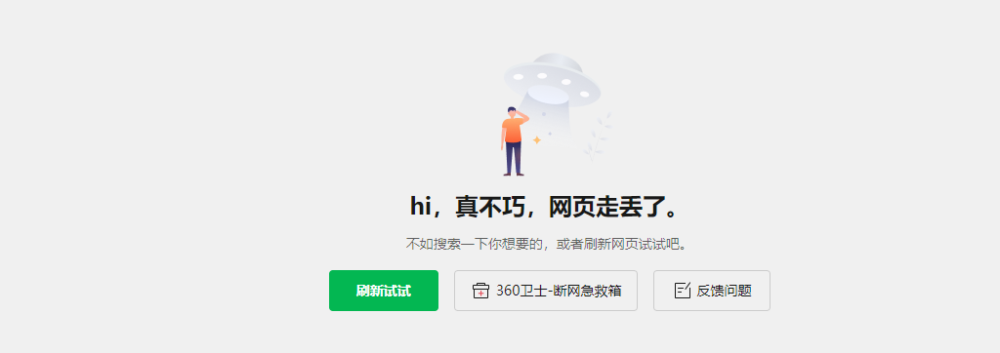 hi，真不巧，网页走丢了。
不如搜索一下你想要的，或者刷新网页试试吧。
刷新试试 360卫士-断网急救箱 反馈问题